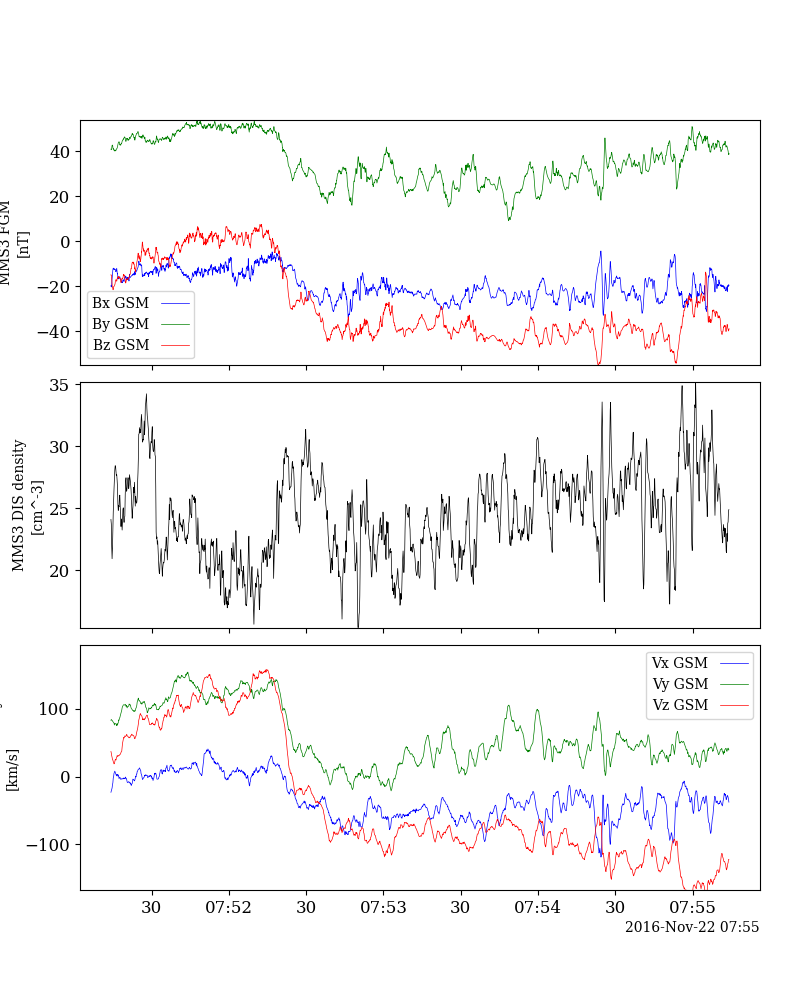 MMS3 FGM
[nT]
40
20
0
−20
−40
Bx GSM
By GSM
Bz GSM
MMS3 DIS density
[cm^-3]
35
30
25
20
[km/s]
100
0
−100
Vx GSM
Vy GSM
Vz GSM
30 07:52 30 07:53 30 07:54 30 07:55
2016-Nov-22 07:55